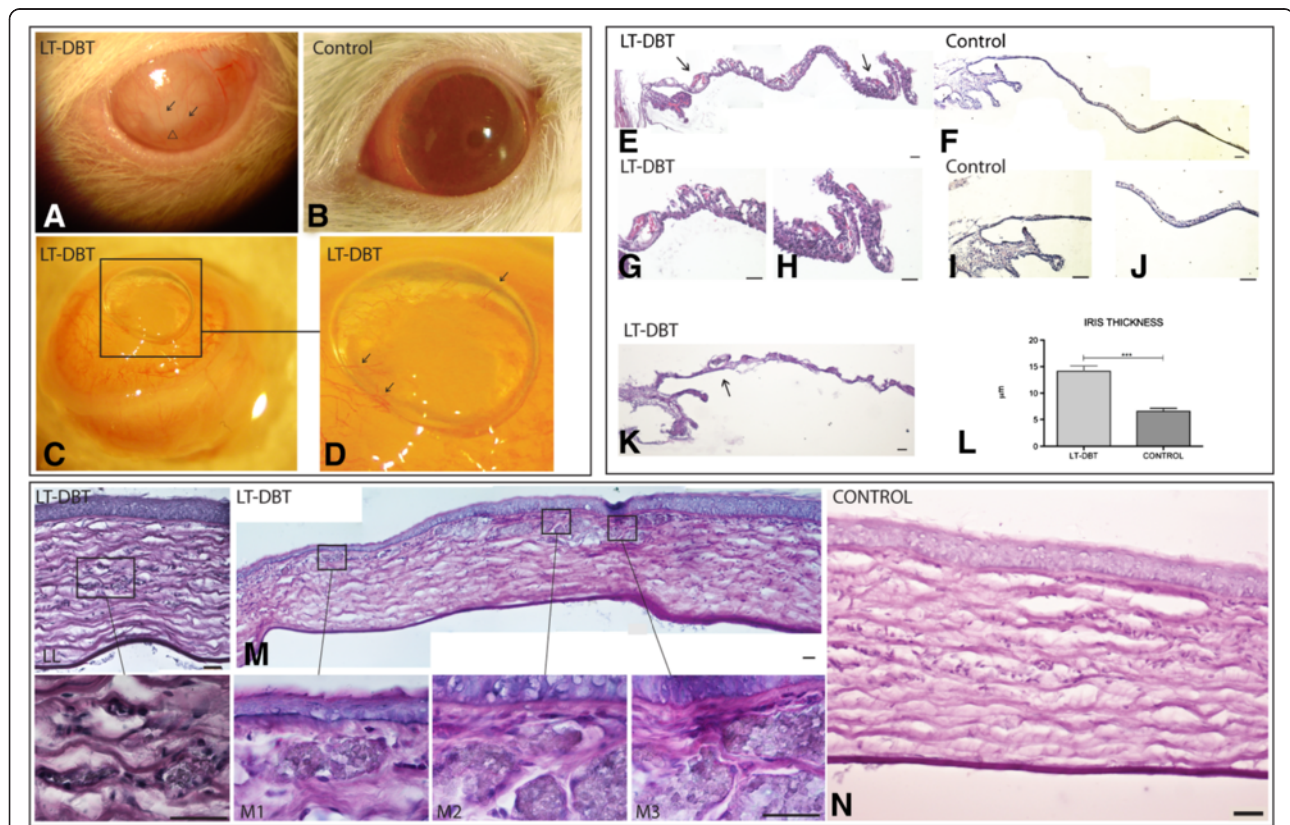 LT-DBT
A
Control
B
LT-DBT
C
LT-DBT
D
LT-DBT
E
Control
F
LT-DBT
G
H
Control
I
J
LT-DBT
K
IRIS THICKNESS
***
20
15
10
5
0
µm
LT-DBT
CONTROL
L
LT-DBT
LL
LT-DBT
M
M1
M2
M3
CONTROL
N